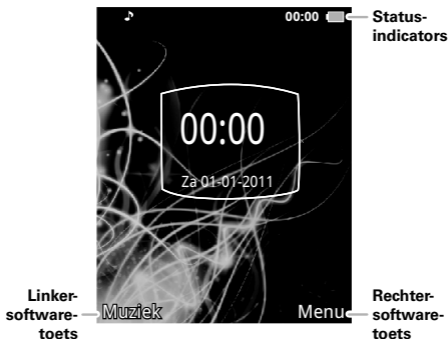 00:00
Status-
indicators
00:00
Za 01-01-2011
Linker-
software-
toets
Muziek
Menu
Rechter-
software-
toets